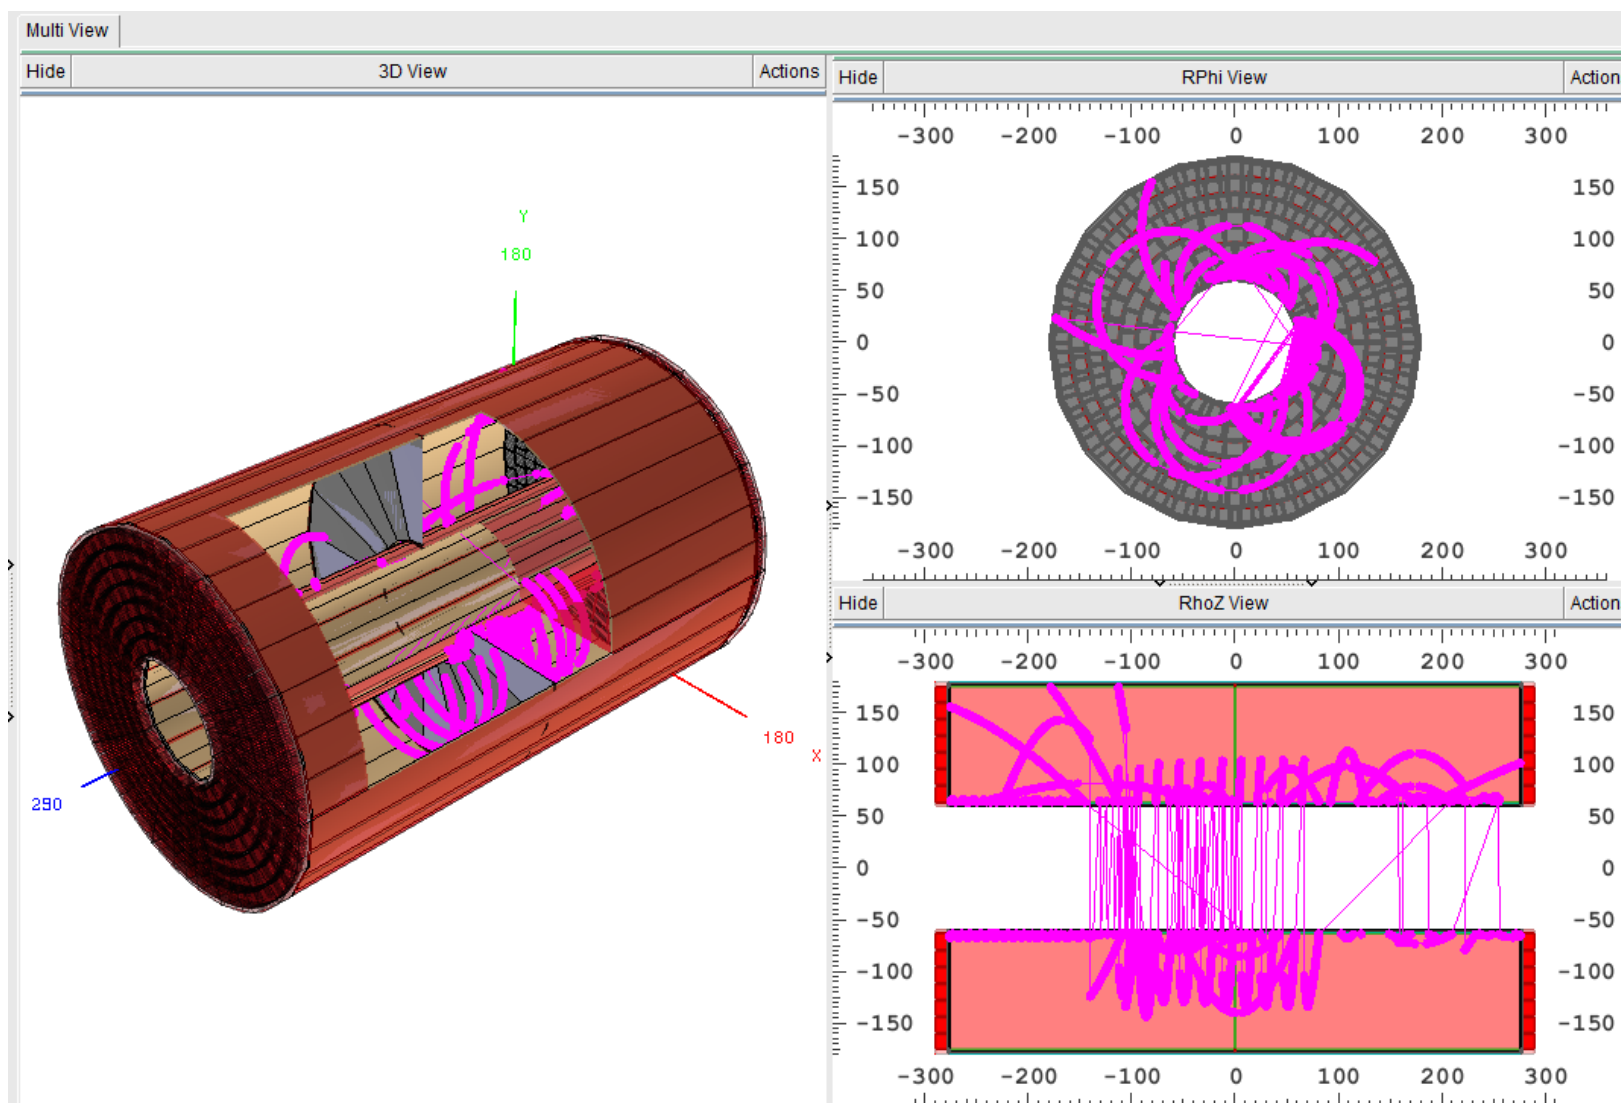 Multi View
Hide 3D View Actions
Y
180
180
X
290
Hide RPhi View Action
-300 -200 -100 0 100 200 300
150 150
100 100
50 50
0 0
-50 -50
-100 -100
-150 -150
-300 -200 -100 0 100 200 300
Hide RhoZ View Action
-300 -200 -100 0 100 200 300
150 150
100 100
50 50
0 0
-50 -50
-100 -100
-150 -150
-300 -200 -100 0 100 200 300